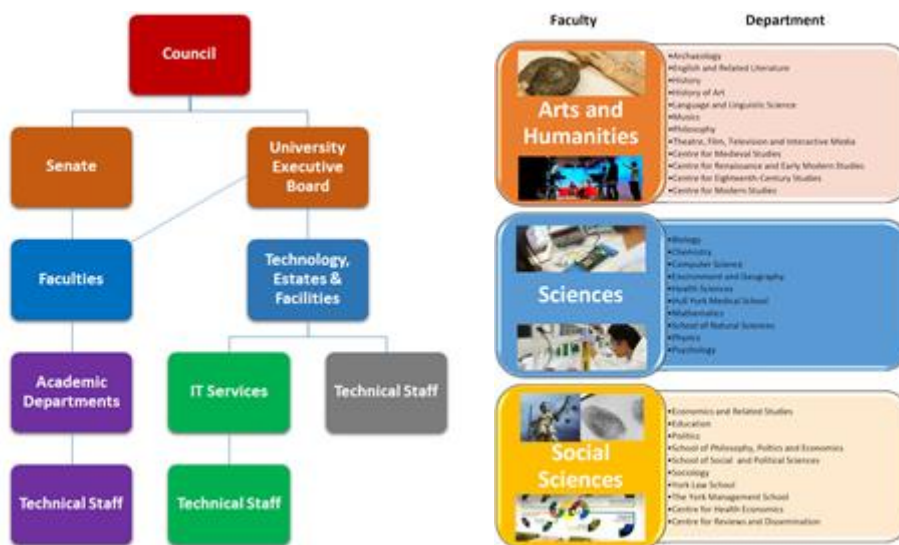 Council
Senate
University
Executive
Board
Faculties
Technology,
Estates &
Facilities
Academic
Departments
IT Services
Technical Staff
Technical Staff
Technical Staff
Faculty
Department
Arts and
Humanities
•Archaeology
•English and Related Literature
•History
•History of Art
•Language and Linguistic Science
•Musics
•Philosophy
•Theatre, Film, Television and Interactive Media
•Centre for Medieval Studies
•Centre for Renaissance and Early Modern Studies
•Centre for Eighteenth-Century Studies
•Centre for Modern Studies
Sciences
•Biology
•Chemistry
•Computer Science
•Environment and Geography
•Health Sciences
•Hull York Medical School
•Mathematics
•School of Natural Sciences
•Physics
•Psychology
Social
Sciences
•Economics and Related Studies
•Education
•Politics
•School of Philosophy, Poltics and Economics
•School of Social and Political Sciences
•Sociology
•York Law School
•The York Management School
•Centre for Health Economics
•Centre for Reviews and Dissemination